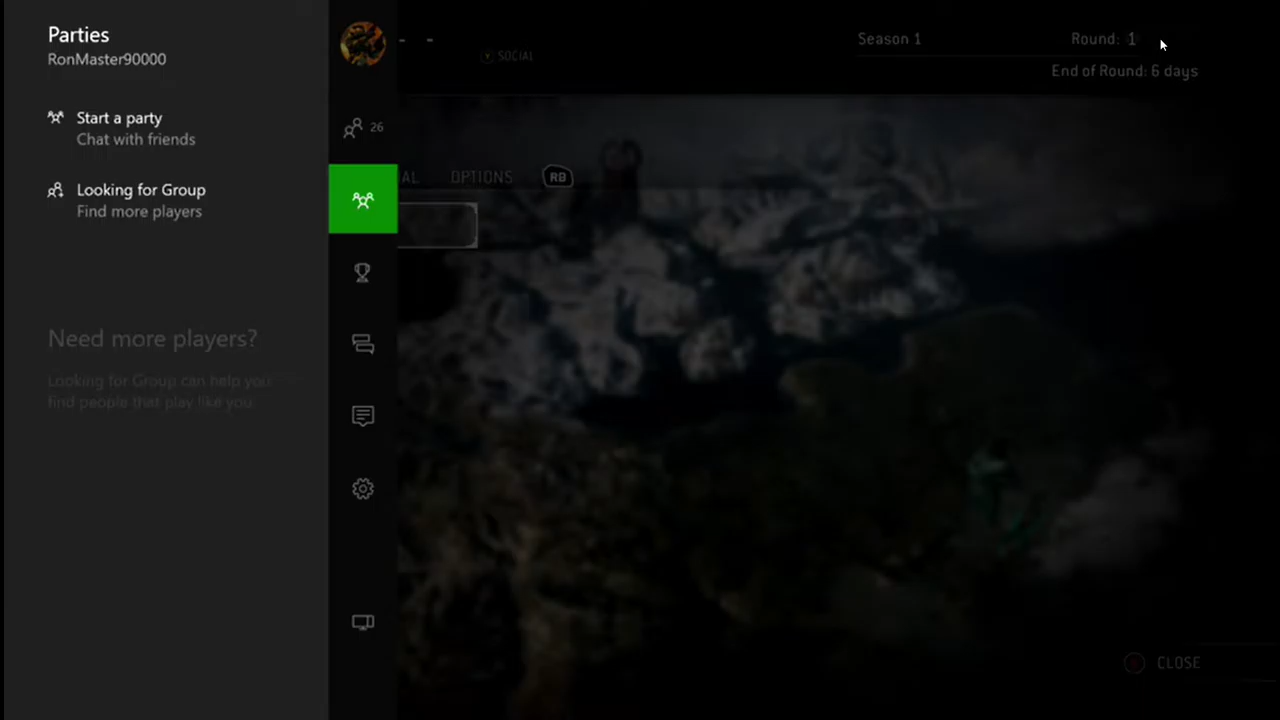 Parties
RonMaster90000
Start a party
Chat with friends
Looking for Group
Find more players
Need more players?
Looking for Group can help you
find people that play like you.
26
- -
Y SOCIAL
Season 1
Round: 1
End of Round: 6 days
AL
OPTIONS
RB
CLOSE